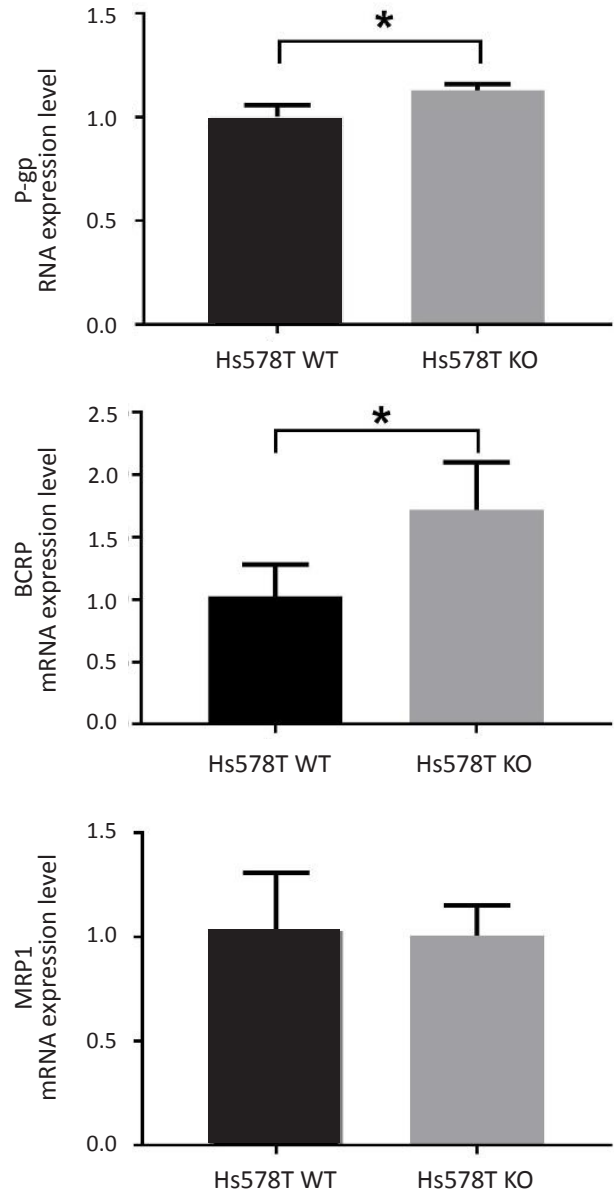 P-gp
RNA expression level
1.5
1.0
0.5
0.0
*
Hs578T WT
Hs578T KO
BCRP
mRNA expression level
2.5
2.0
1.5
1.0
0.5
0.0
*
Hs578T WT
Hs578T KO
MRP1
mRNA expression level
1.5
1.0
0.5
0.0
Hs578T WT
Hs578T KO